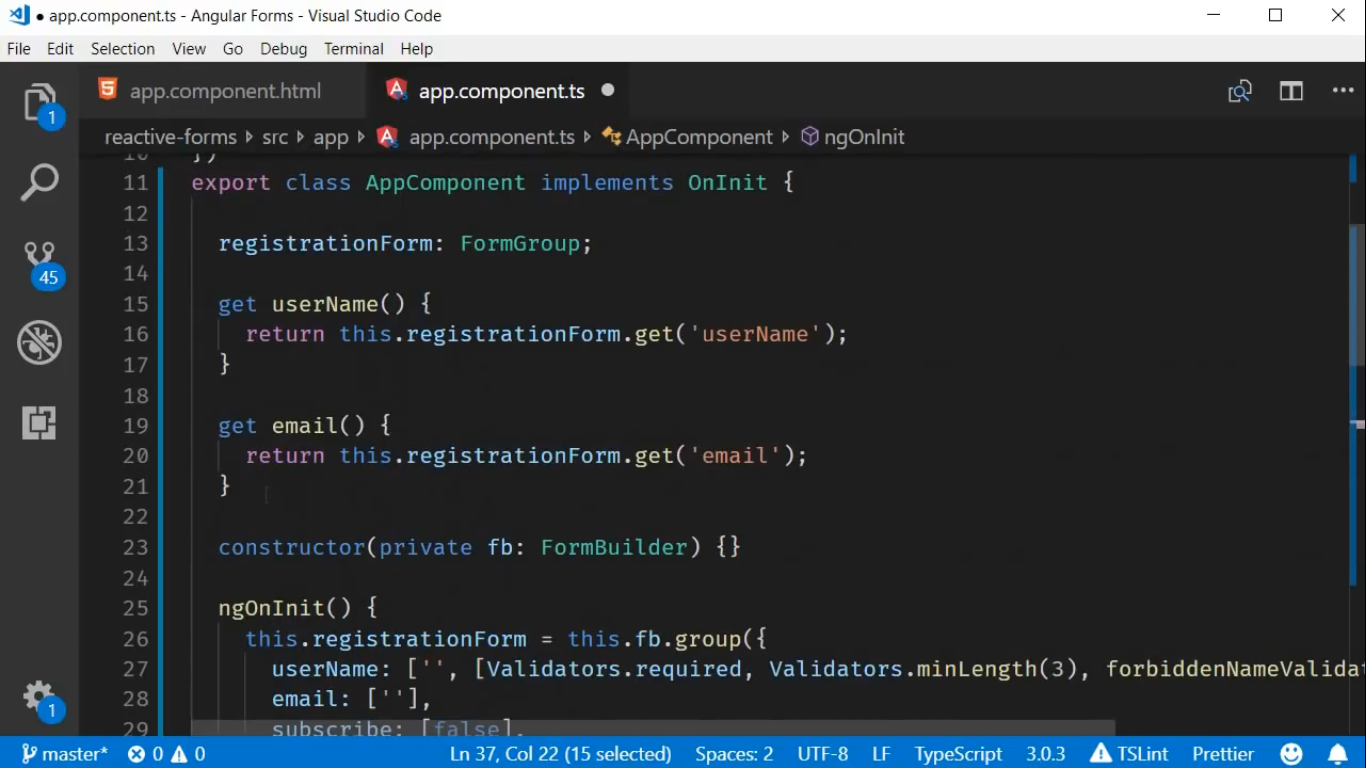 ● app.component.ts - Angular Forms - Visual Studio Code
File Edit Selection View Go Debug Terminal Help
app.component.html app.component.ts
reactive-forms src app app.component.ts AppComponent ngOnInit
10 })
11 export class AppComponent implements OnInit {
12
13 registrationForm: FormGroup;
14
15 get userName() {
16 return this.registrationForm.get('userName');
17 }
18
19 get email() {
20 return this.registrationForm.get('email');
21 }
22
23 constructor(private fb: FormBuilder) {}
24
25 ngOnInit() {
26 this.registrationForm = this.fb.group({
27 userName: ['', [Validators.required, Validators.minLength(3), forbiddenNameValidat
28 email: [''],
29 subscribe: [false],
1
45
1
master* 0 0 Ln 37, Col 22 (15 selected) Spaces: 2 UTF-8 LF TypeScript 3.0.3 TSLint Prettier